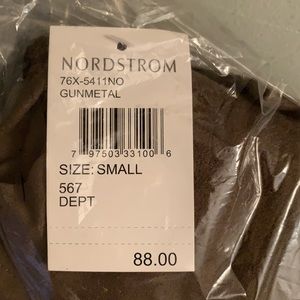 NORDSTROM
76X-5411NO
GUNMETAL
7 97503 33100 6
SIZE: SMALL
567
DEPT
88.00